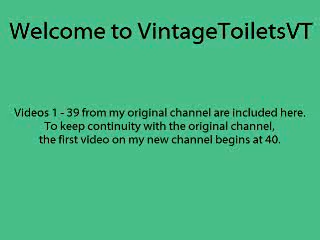 Welcome to VintageToiletsVT
Videos 1 - 39 from my original channel are included here.
To keep continuity with the original channel,
the first video on my new channel begins at 40.